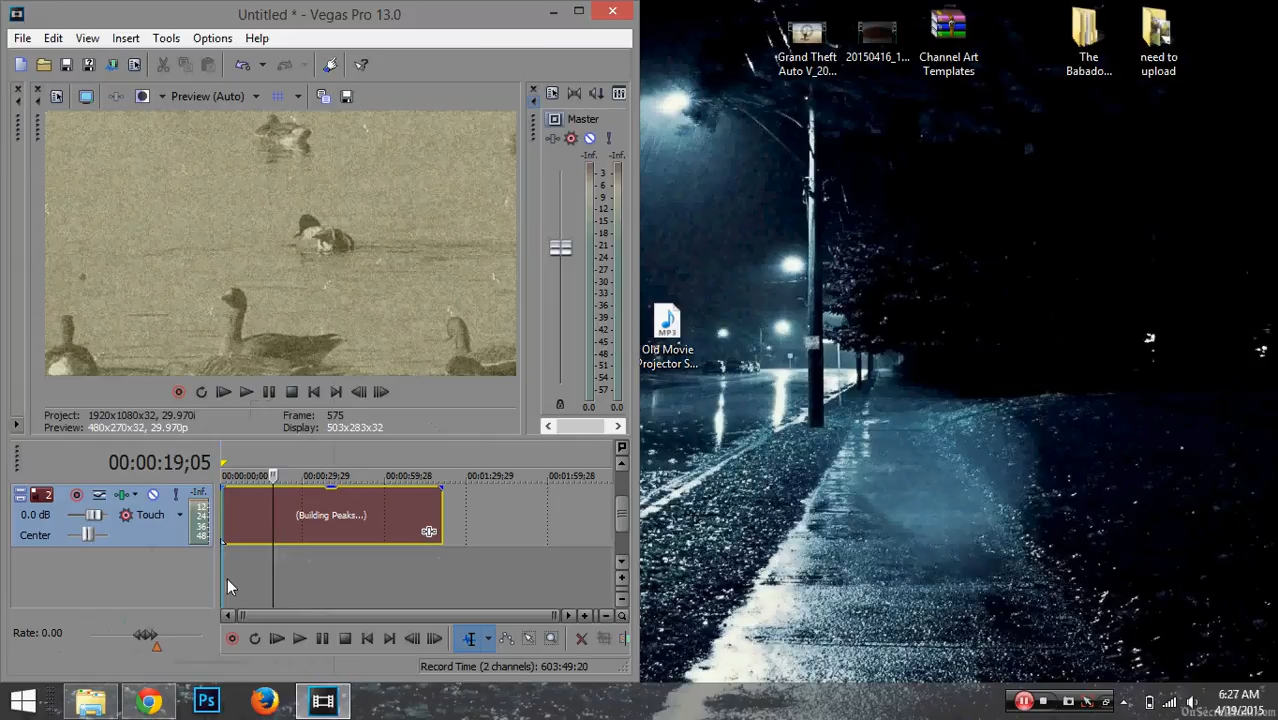 Untitled * - Vegas Pro 13.0
File Edit View Insert Tools Options Help
Preview (Auto)
Master
-Inf. -Inf.
3
6
9
12
15
18
21
24
27
30
33
36
39
42
45
48
51
54
57
0.0 0.0
Project: 1920x1080x32, 29.970i
Preview: 480x270x32, 29.970p
Frame: 575
Display: 503x283x32
00:00:19;05
00:00:00;00 00:00:29;29 00:00:59;28 00:01:29;29 00:01:59;28
2
-Inf.
12-
24-
36-
48-
0.0 dB
Touch
Center
(Building Peaks...)
Rate: 0.00
Record Time (2 channels): 603:49:20
Grand Theft
Auto V_20...
20150416_1...
Channel Art
Templates
The
Babado...
need to
upload
MP3
Old Movie
Projector S...
Ps
6:27 AM
4/19/2015